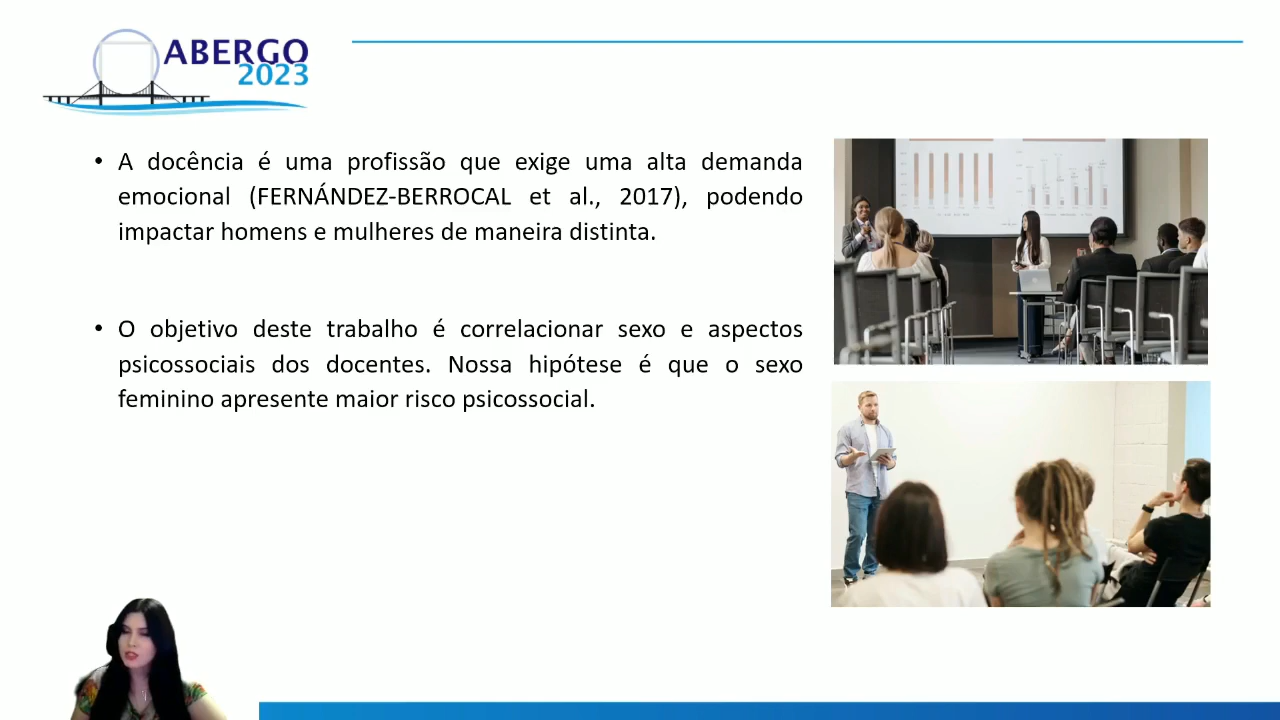 ABERGO
2023
• A docência é uma profissão que exige uma alta demanda
emocional (FERNÁNDEZ-BERROCAL et al., 2017), podendo
impactar homens e mulheres de maneira distinta.
• O objetivo deste trabalho é correlacionar sexo e aspectos
psicossociais dos docentes. Nossa hipótese é que o sexo
feminino apresente maior risco psicossocial.